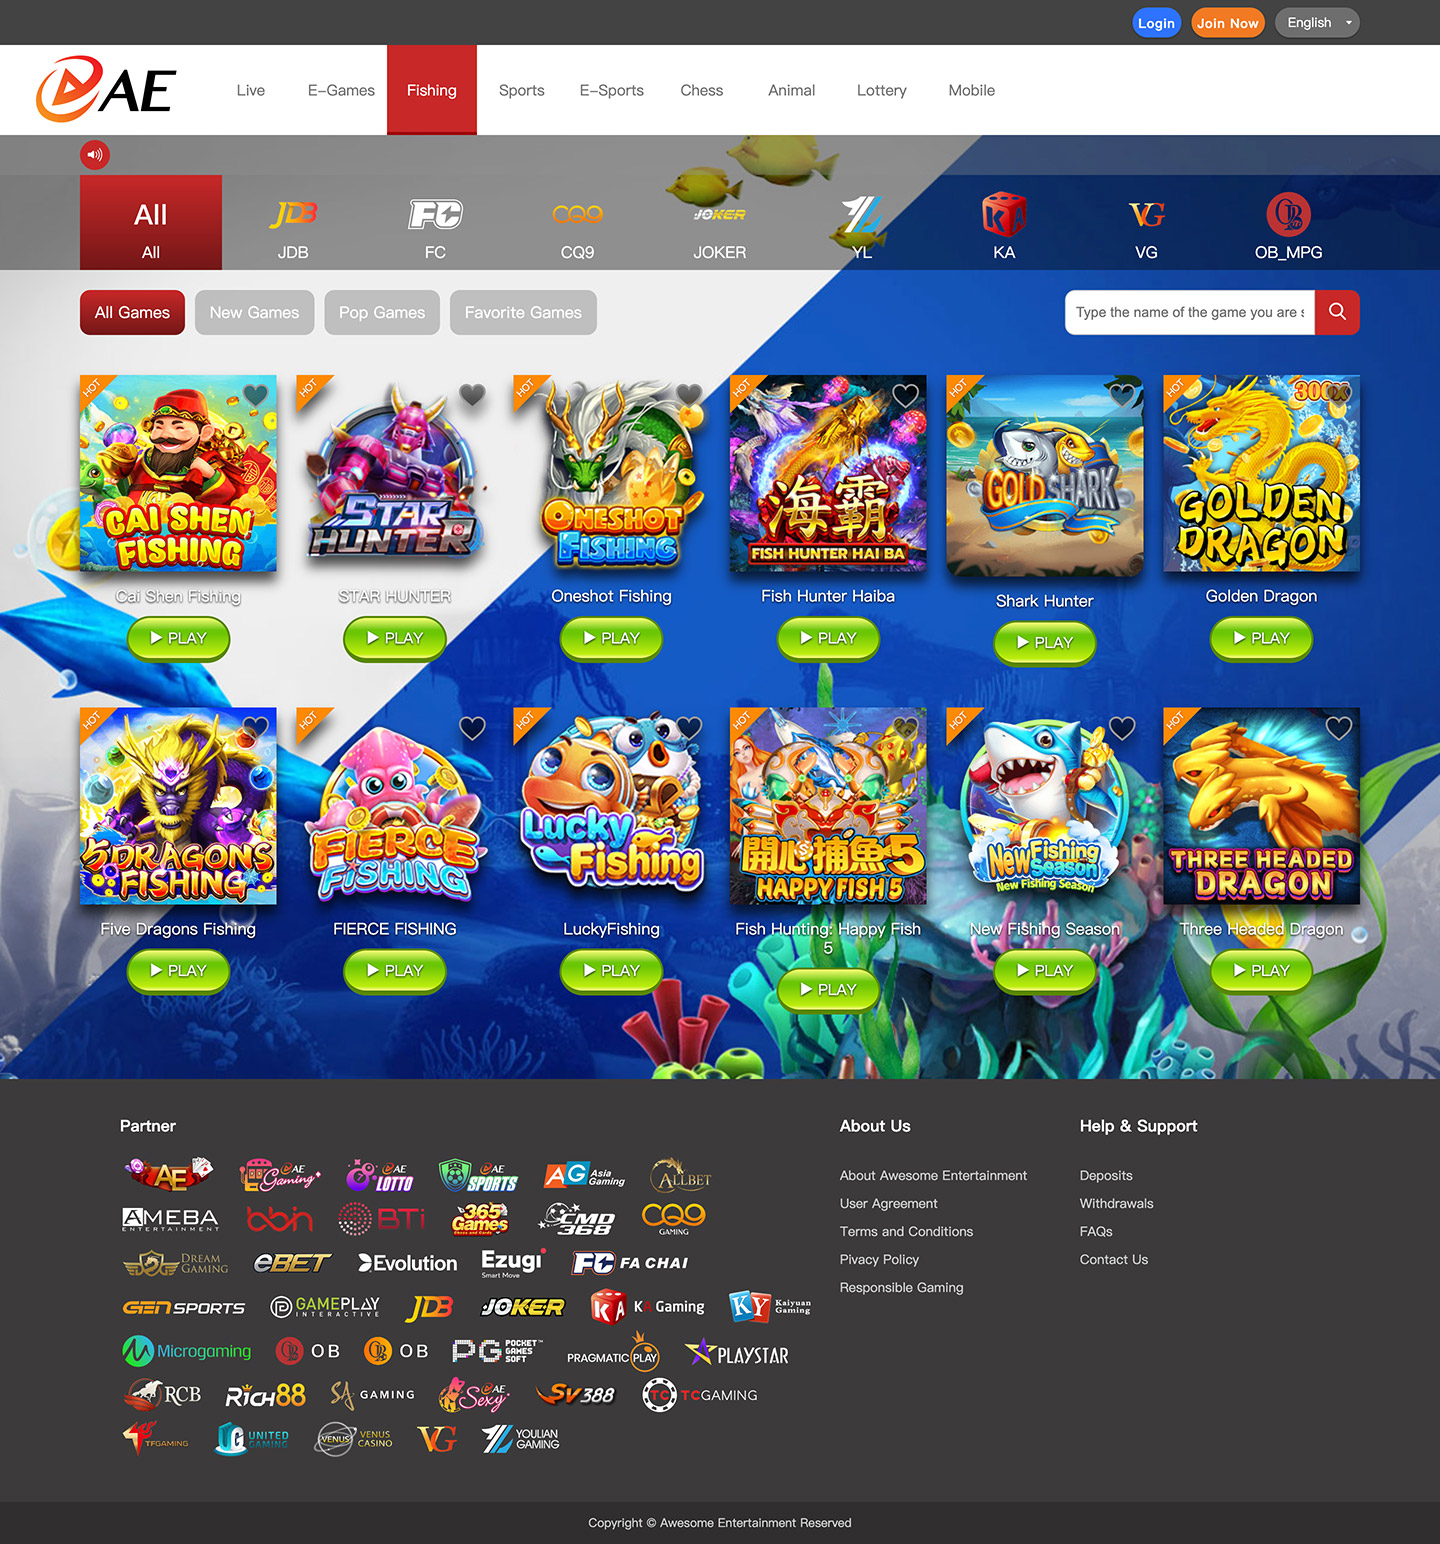 Login
Join Now
English
AE
Live
E-Games
Fishing
Sports
E-Sports
Chess
Animal
Lottery
Mobile
All
All
JDB
JDB
FC
FC
CQ9
CQ9
JOKER
JOKER
YL
KA
KA
VG
VG
OB
OB_MPG
All Games
New Games
Pop Games
Favorite Games
Type the name of the game you are s
HOT
CAI SHEN
FISHING
HOT
STAR
HUNTER
HOT
ONESHOT
FISHING
HOT
海霸
FISH HUNTER HAI BA
HOT
GOLD SHARK
HOT
300X
GOLDEN
DRAGON
Cai Shen Fishing
STAR HUNTER
Oneshot Fishing
Fish Hunter Haiba
Shark Hunter
Golden Dragon
PLAY
PLAY
PLAY
PLAY
PLAY
PLAY
HOT
5 DRAGONS
FISHING
HOT
FIERCE
FISHING
HOT
Lucky
Fishing
HOT
開心捕魚5
HAPPY FISH 5
HOT
New Fishing
Season
New Fishing Season
HOT
THREE HEADED
DRAGON
Five Dragons Fishing
FIERCE FISHING
LuckyFishing
Fish Hunting: Happy Fish
5
New Fishing Season
Three Headed Dragon
PLAY
PLAY
PLAY
PLAY
PLAY
PLAY
Partner
AE
AE Gaming
AE LOTTO
AE SPORTS
AG Asia Gaming
ALLBET
AMEBA ENTERTAINMENT
bbin
BTi
365 Games
CMD 368
CQ9 GAMING
DREAM GAMING
eBET
Evolution
Ezugi Smart Move
FC FA CHAI
GEN SPORTS
GAMEPLAY INTERACTIVE
JDB
JOKER
KA KA Gaming
KY Kaiyuan Gaming
Microgaming
OB OB
OB OB
PG POCKET GAMES SOFT™
PRAGMATIC PLAY
PLAYSTAR
RCB
RiCH88
SA GAMING
AE Sexy
SV388
TC TCGAMING
TFGAMING
UG UNITED GAMING
VENUS VENUS CASINO
VG
YOULIAN GAMING
About Us
About Awesome Entertainment
User Agreement
Terms and Conditions
Pivacy Policy
Responsible Gaming
Help & Support
Deposits
Withdrawals
FAQs
Contact Us
Copyright © Awesome Entertainment Reserved